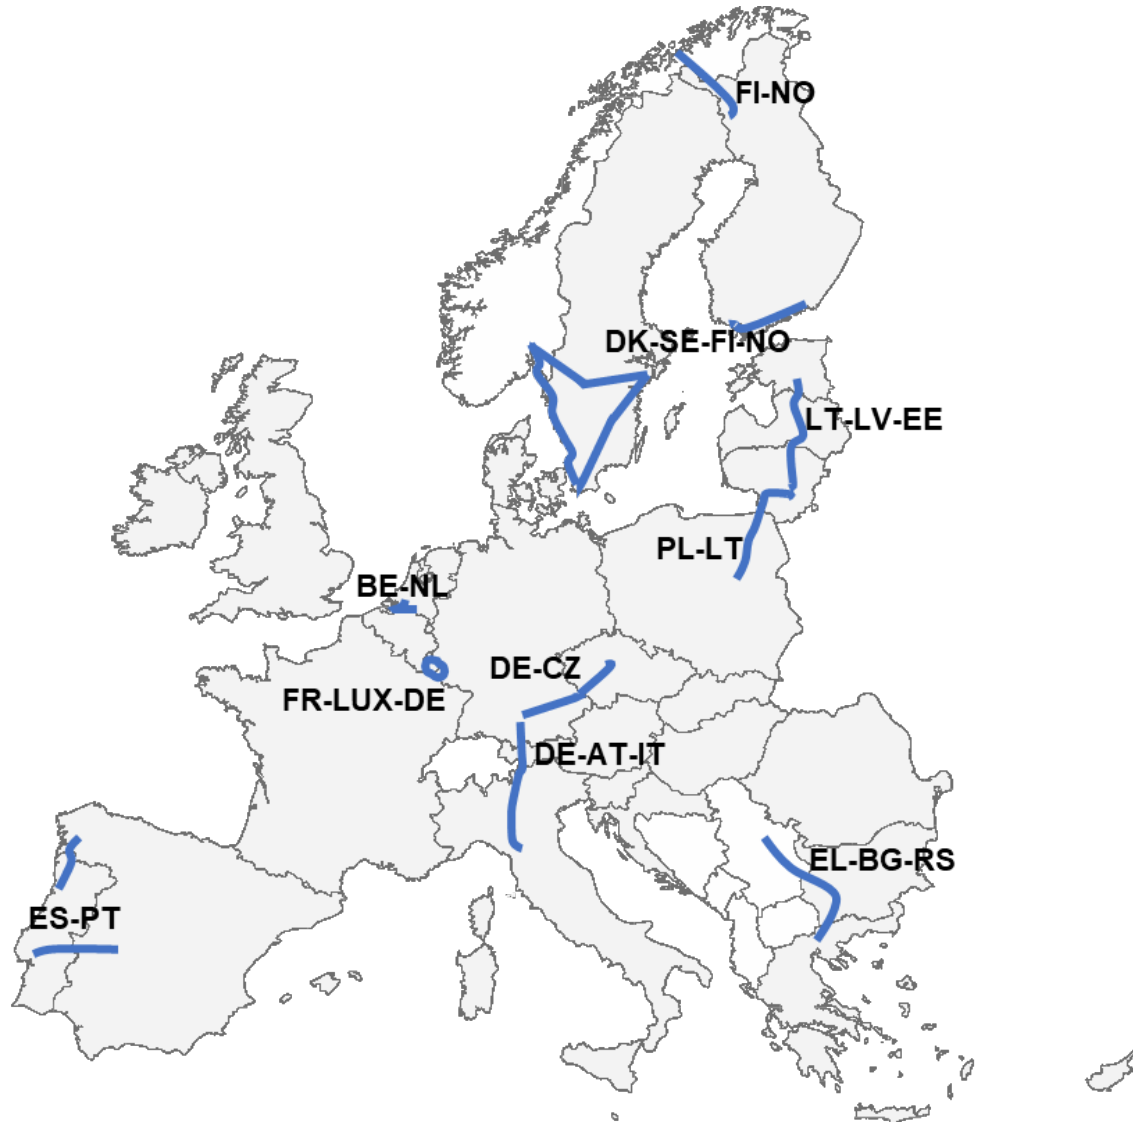 FI-NO
DK-SE-FI-NO
LT-LV-EE
PL-LT
BE-NL
DE-CZ
FR-LUX-DE
DE-AT-IT
EL-BG-RS
ES-PT